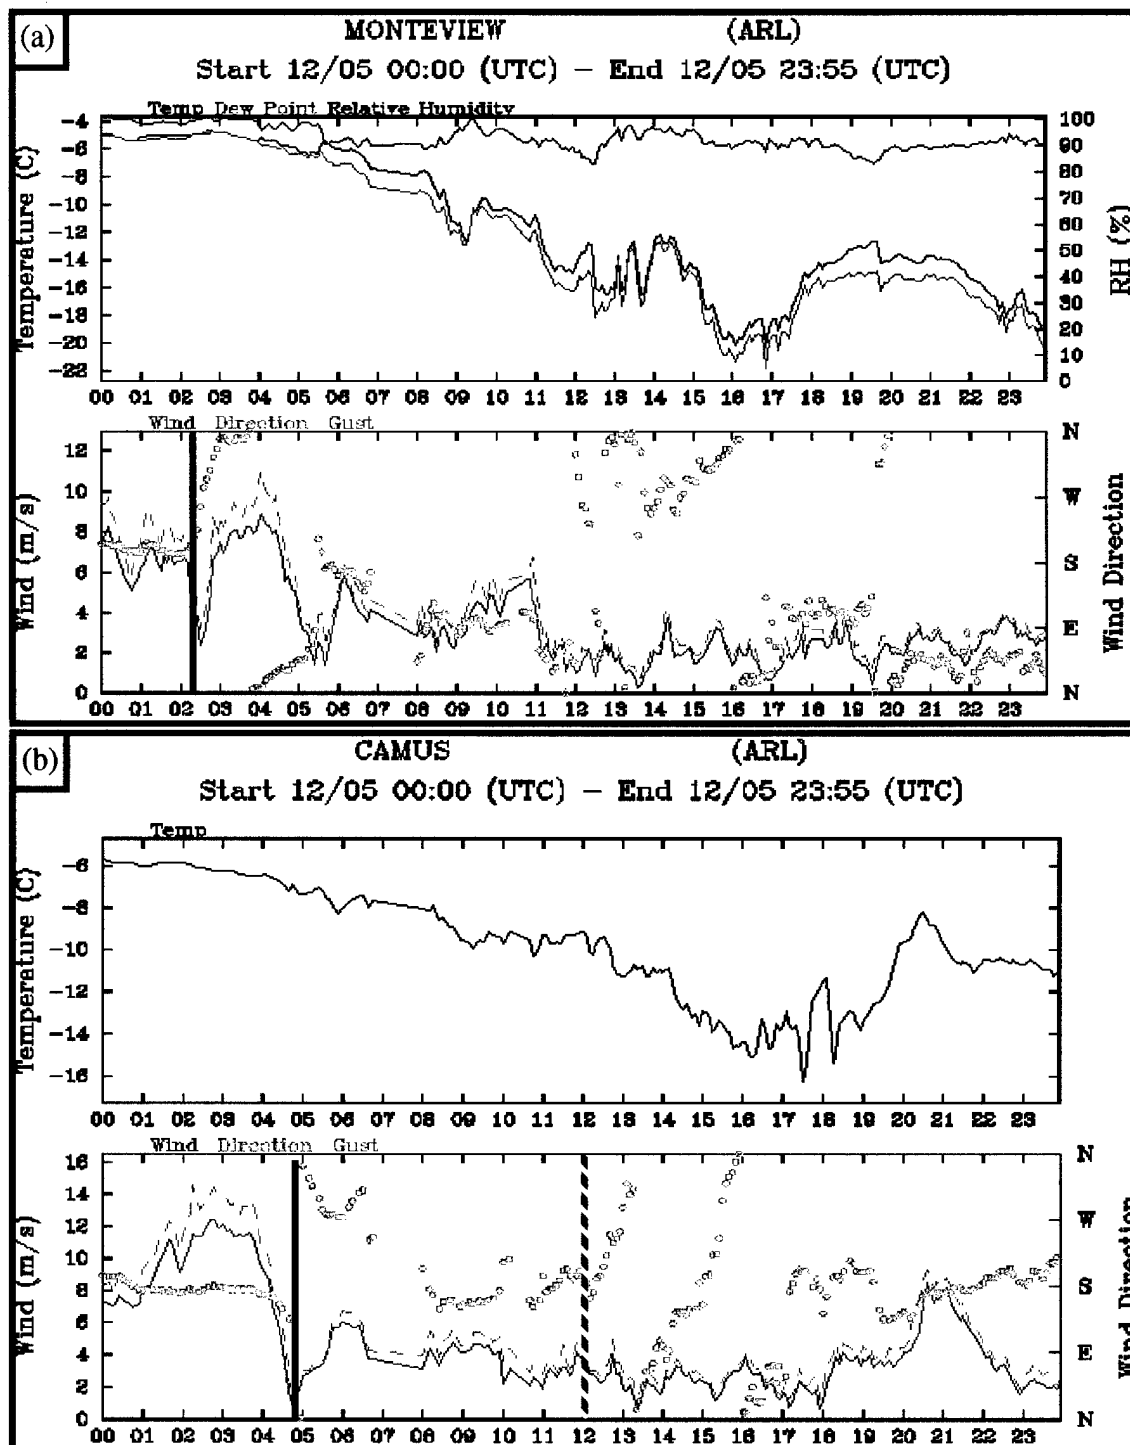 (a)
MONTEVIEW (ARL)
Start 12/05 00:00 (UTC) – End 12/05 23:55 (UTC)
Temp Dew Point Relative Humidity
Temperature (C)
-4
-6
-8
-10
-12
-14
-16
-18
-20
-22
100
90
80
70
60
50
40
30
20
10
0
RH (%)
00 01 02 03 04 05 06 07 08 09 10 11 12 13 14 15 16 17 18 19 20 21 22 23
Wind Direction Gust
Wind (m/s)
12
10
8
6
4
2
0
N
W
S
E
N
Wind Direction
00 01 02 03 04 05 06 07 08 09 10 11 12 13 14 15 16 17 18 19 20 21 22 23
(b)
CAMUS (ARL)
Start 12/05 00:00 (UTC) – End 12/05 23:55 (UTC)
Temp
Temperature (C)
-6
-8
-10
-12
-14
-16
00 01 02 03 04 05 06 07 08 09 10 11 12 13 14 15 16 17 18 19 20 21 22 23
Wind Direction Gust
Wind (m/s)
16
14
12
10
8
6
4
2
0
N
W
S
E
N
Wind Direction
00 01 02 03 04 05 06 07 08 09 10 11 12 13 14 15 16 17 18 19 20 21 22 23